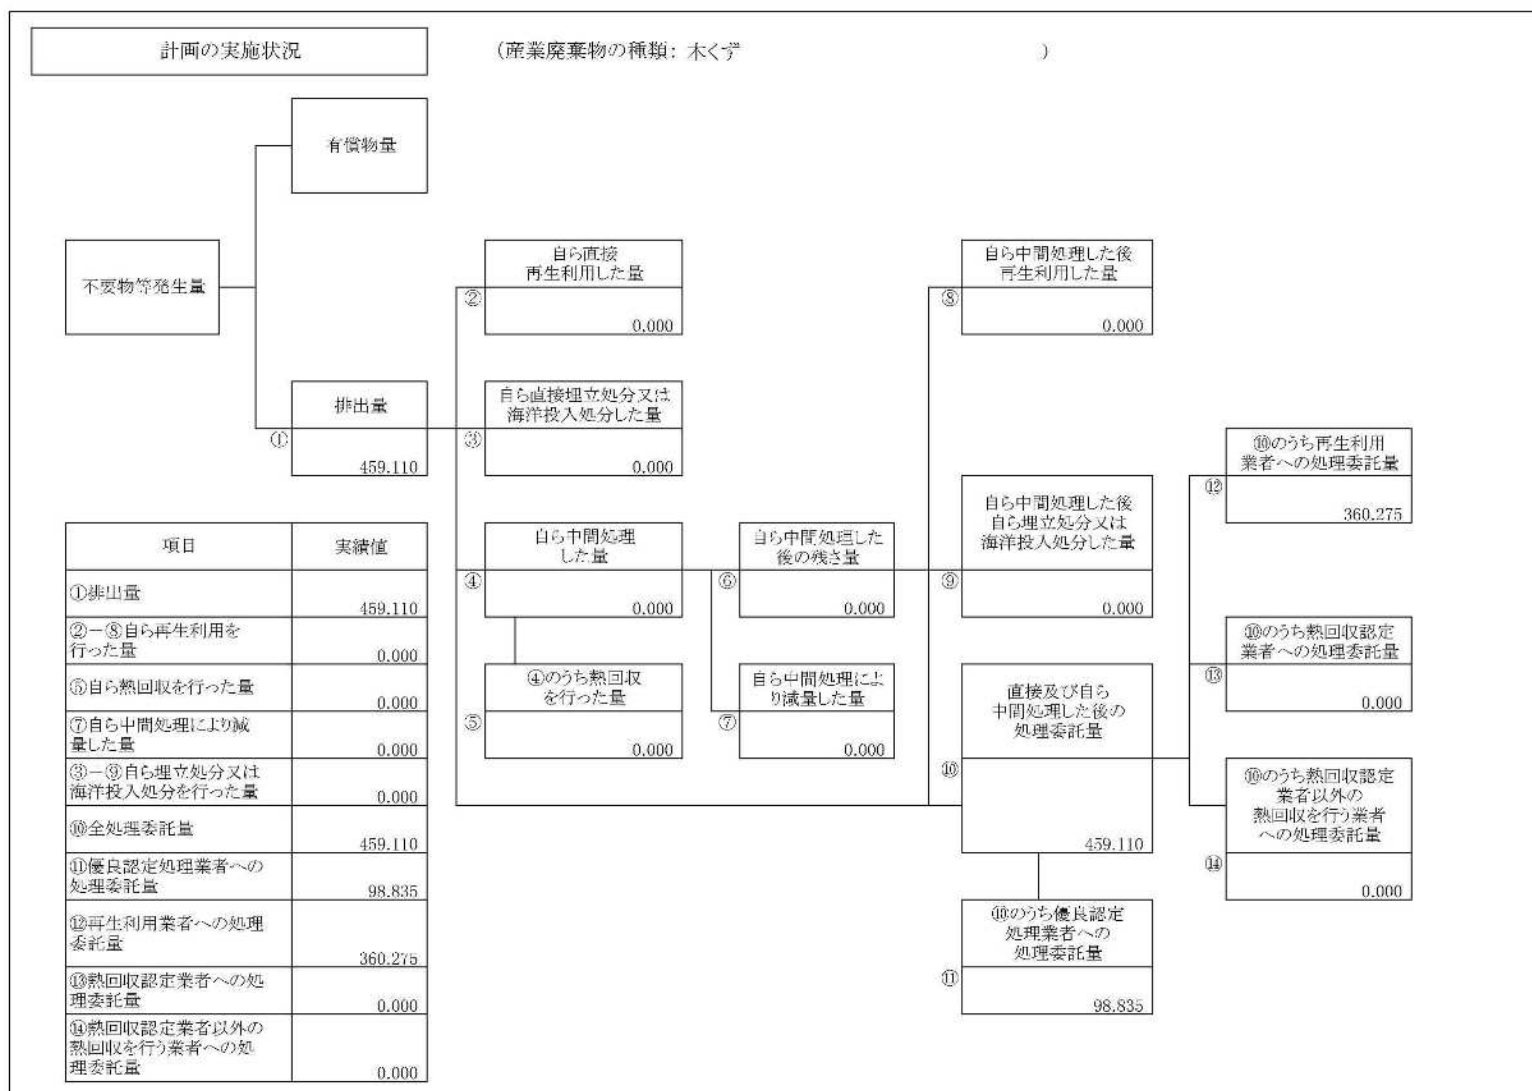 計画の実施状況
(産業廃棄物の種類: 木くず )
有償物量
不要物等発生量
自ら直接
再生利用した量
②
0.000
自ら中間処理した後
再生利用した量
⑧
0.000
排出量
①
459.110
自ら直接埋立処分又は
海洋投入処分した量
③
0.000
⑩のうち再生利用
業者への処理委託量
⑫
360.275
自ら中間処理
した量
④
0.000
自ら中間処理した
後の残さ量
⑥
0.000
自ら中間処理した後
自ら埋立処分又は
海洋投入処分した量
⑨
0.000
⑩のうち熱回収認定
業者への処理委託量
⑬
0.000
④のうち熱回収
を行った量
⑤
0.000
自ら中間処理によ
り減量した量
⑦
0.000
直接及び自ら
中間処理した後の
処理委託量
⑩
459.110
⑩のうち熱回収認定
業者以外の
熱回収を行う業者
への処理委託量
⑭
0.000
⑩のうち優良認定
処理業者への
処理委託量
⑪
98.835
項目 実績値
①排出量
459.110
②－⑧自ら再生利用を
行った量
0.000
⑤自ら熱回収を行った量
0.000
⑦自ら中間処理により減
量した量
0.000
③－⑨自ら埋立処分又は
海洋投入処分を行った量
0.000
⑩全処理委託量
459.110
⑪優良認定処理業者への
処理委託量
98.835
⑫再生利用業者への処理
委託量
360.275
⑬熱回収認定業者への処
理委託量
0.000
⑭熱回収認定業者以外の
熱回収を行う業者への処
理委託量
0.000